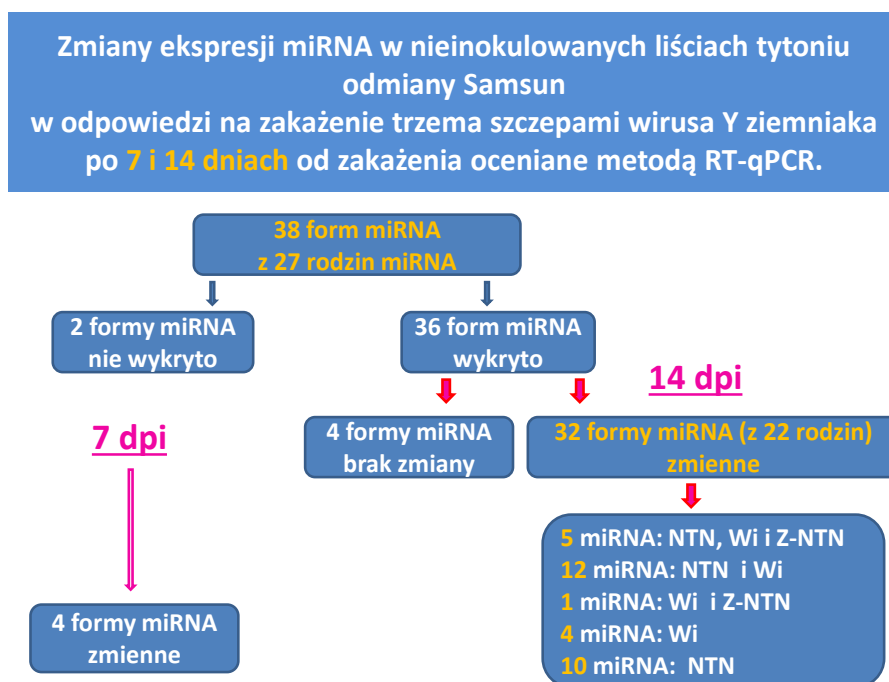 Zmiany ekspresji miRNA w nieinokulowanych liściach tytoniu
odmiany Samsun
w odpowiedzi na zakażenie trzema szczepami wirusa Y ziemniaka
po 7 i 14 dniach od zakażenia oceniane metodą RT-qPCR.
38 form miRNA
z 27 rodzin miRNA
2 formy miRNA
nie wykryto
36 form miRNA
wykryto
14 dpi
7 dpi
4 formy miRNA
brak zmiany
32 formy miRNA (z 22 rodzin)
zmienne
5 miRNA: NTN, Wi i Z-NTN
12 miRNA: NTN i Wi
1 miRNA: Wi i Z-NTN
4 miRNA: Wi
10 miRNA: NTN
4 formy miRNA
zmienne